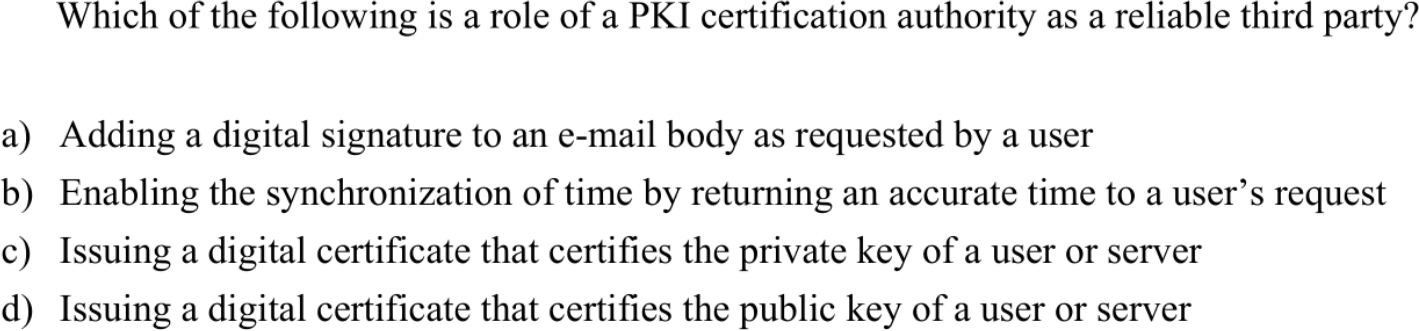 Which of the following is a role of a PKI certification authority as a reliable third party?
a) Adding a digital signature to an e-mail body as requested by a user
b) Enabling the synchronization of time by returning an accurate time to a user’s request
c) Issuing a digital certificate that certifies the private key of a user or server
d) Issuing a digital certificate that certifies the public key of a user or server